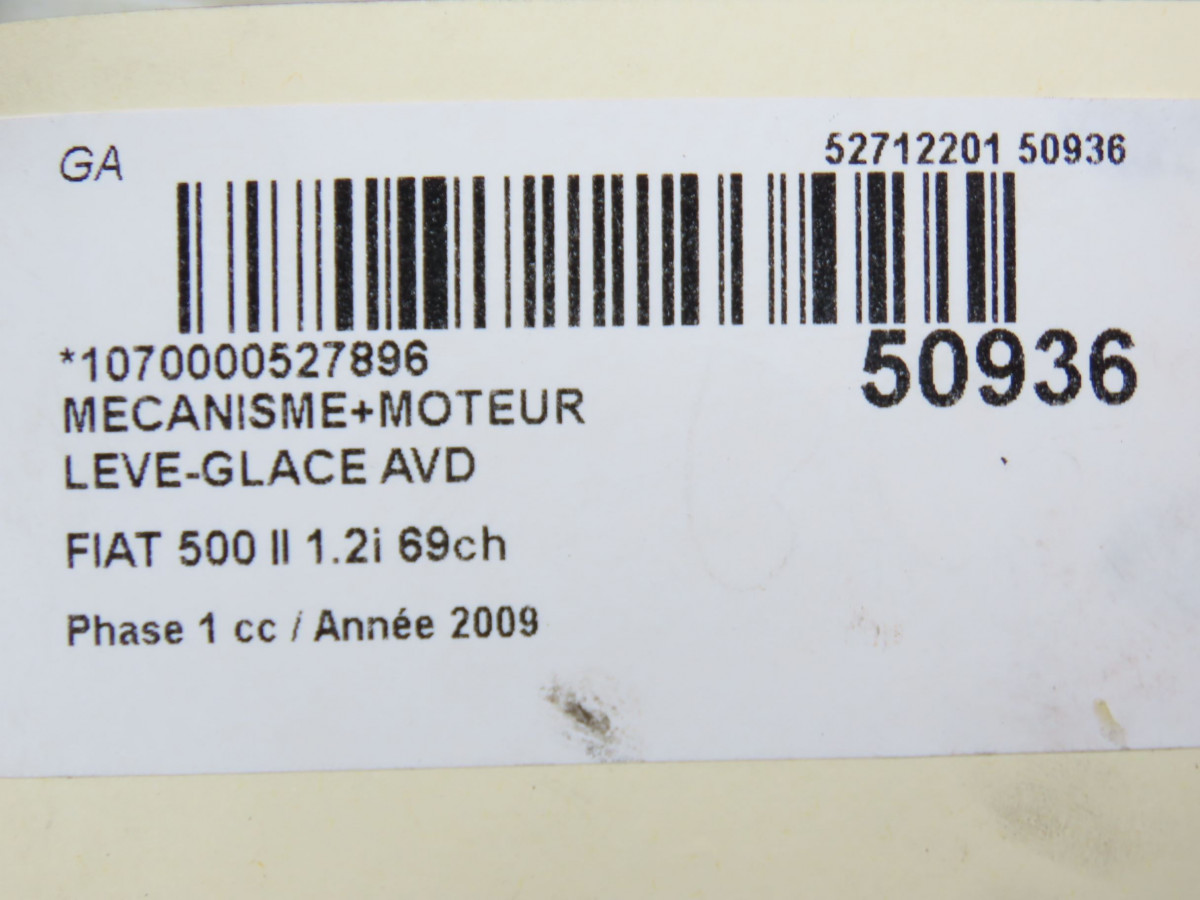 GA
52712201 50936
*1070000527896
50936
MECANISME+MOTEUR
LEVE-GLACE AVD
FIAT 500 II 1.2i 69ch
Phase 1 cc / Année 2009